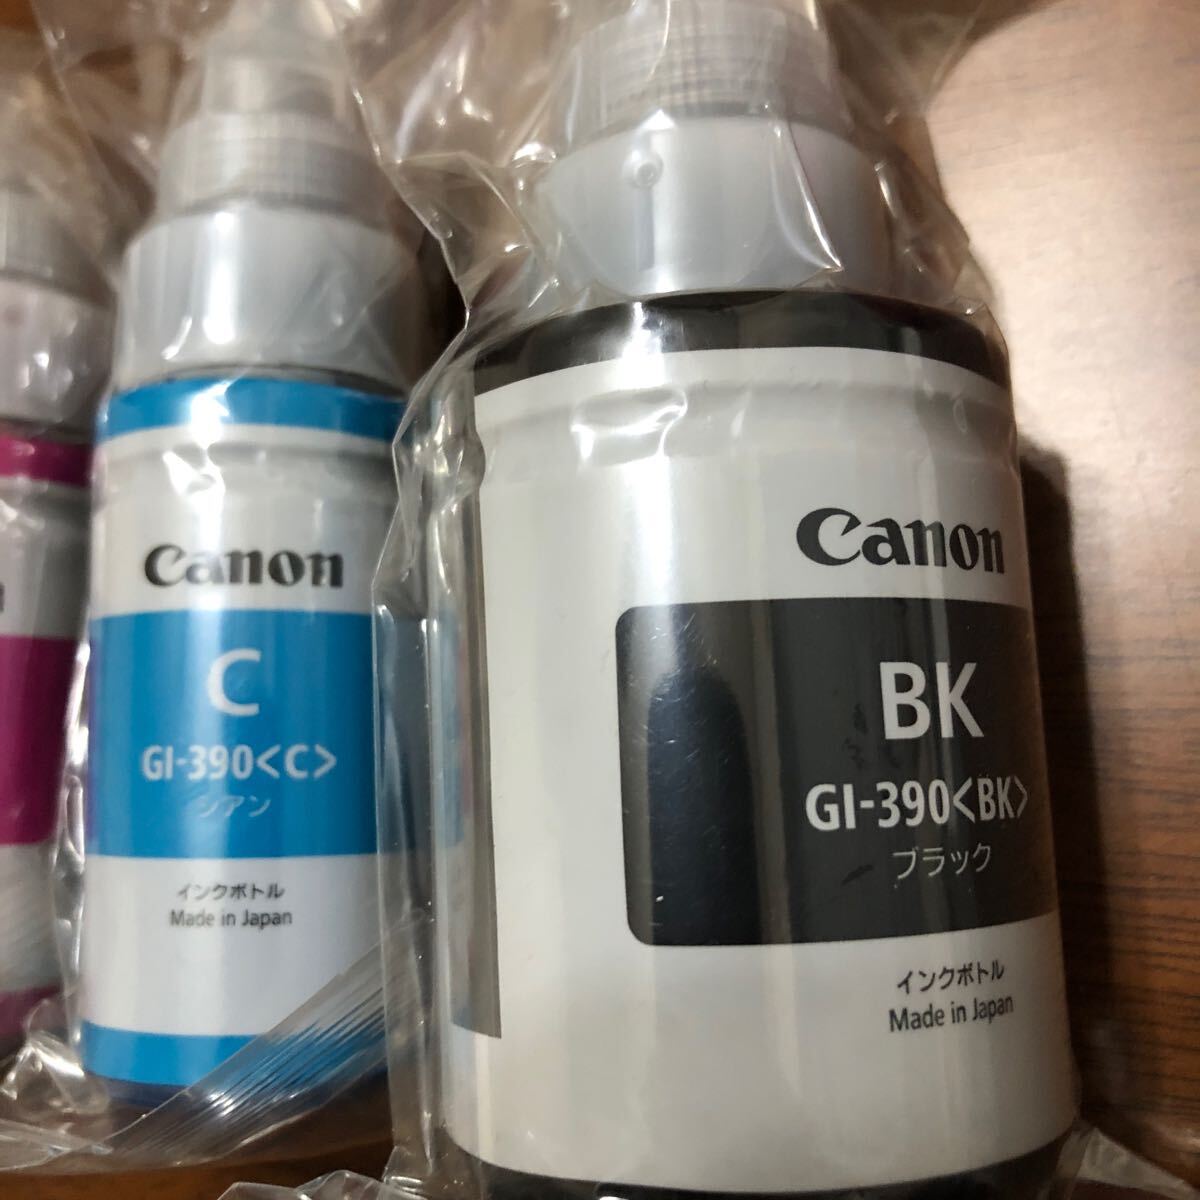 Canon
C
GI-390<C>
シアン
インクボトル
Made in Japan
Canon
BK
GI-390<BK>
ブラック
インクボトル
Made in Japan